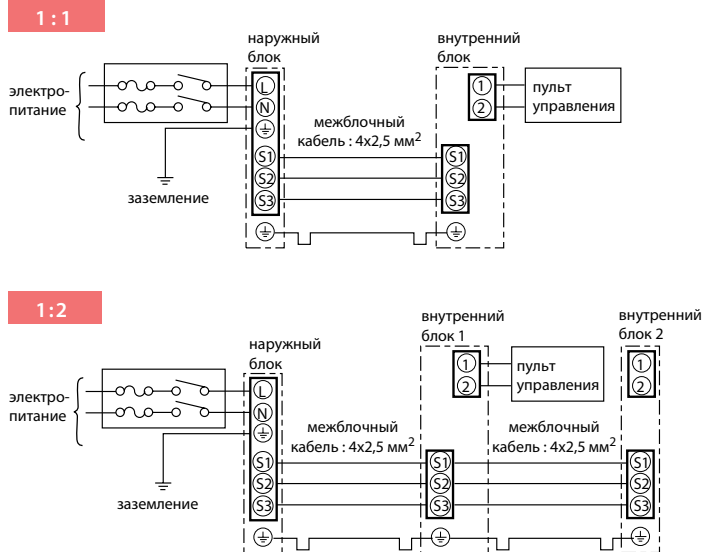 1 : 1
наружный
блок
внутренний
блок
электро-
питание
L
N
1
2
пульт
управления
межблочный
кабель : 4x2,5 мм2
S1
S2
S3
S1
S2
S3
заземление
1:2
наружный
блок
внутренний
блок 1
внутренний
блок 2
электро-
питание
L
N
1
2
пульт
управления
1
2
межблочный
кабель : 4x2,5 мм2
межблочный
кабель : 4x2,5 мм2
S1
S2
S3
S1
S2
S3
S1
S2
S3
заземление